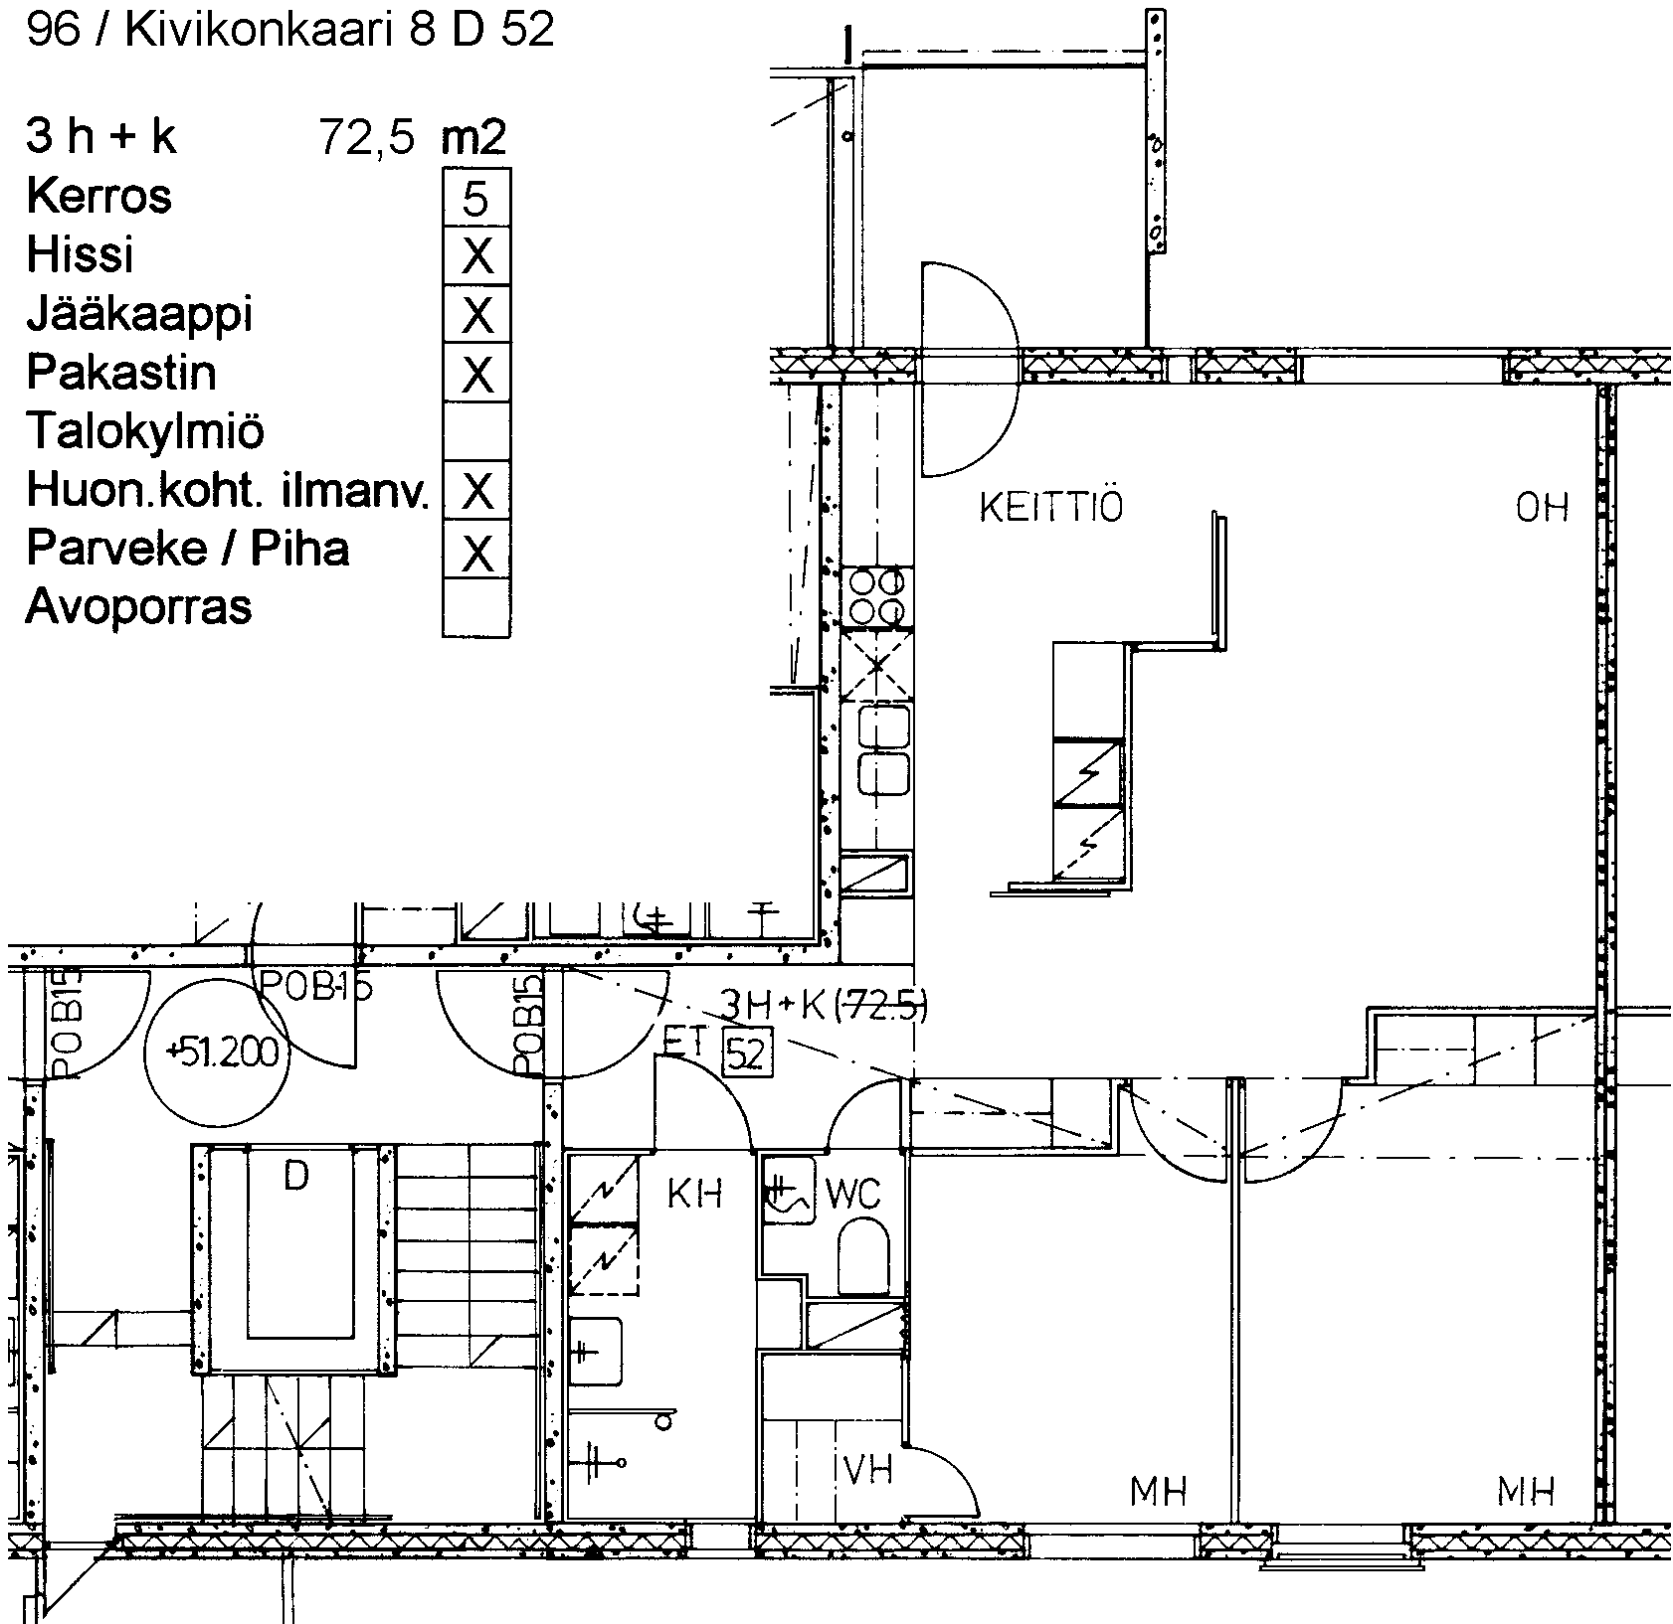 96 / Kivikonkaari 8 D 52
3 h + k 72,5 m2
Kerros 5
Hissi X
Jääkaappi X
Pakastin X
Talokylmiö
Huon.koht. ilmanv. X
Parveke / Piha X
Avoporras
KEITTIÖ
OH
POB15
POB15
POB15
+51.200
3H+K(72.5)
ET 52
D
KH
WC
VH
MH
MH